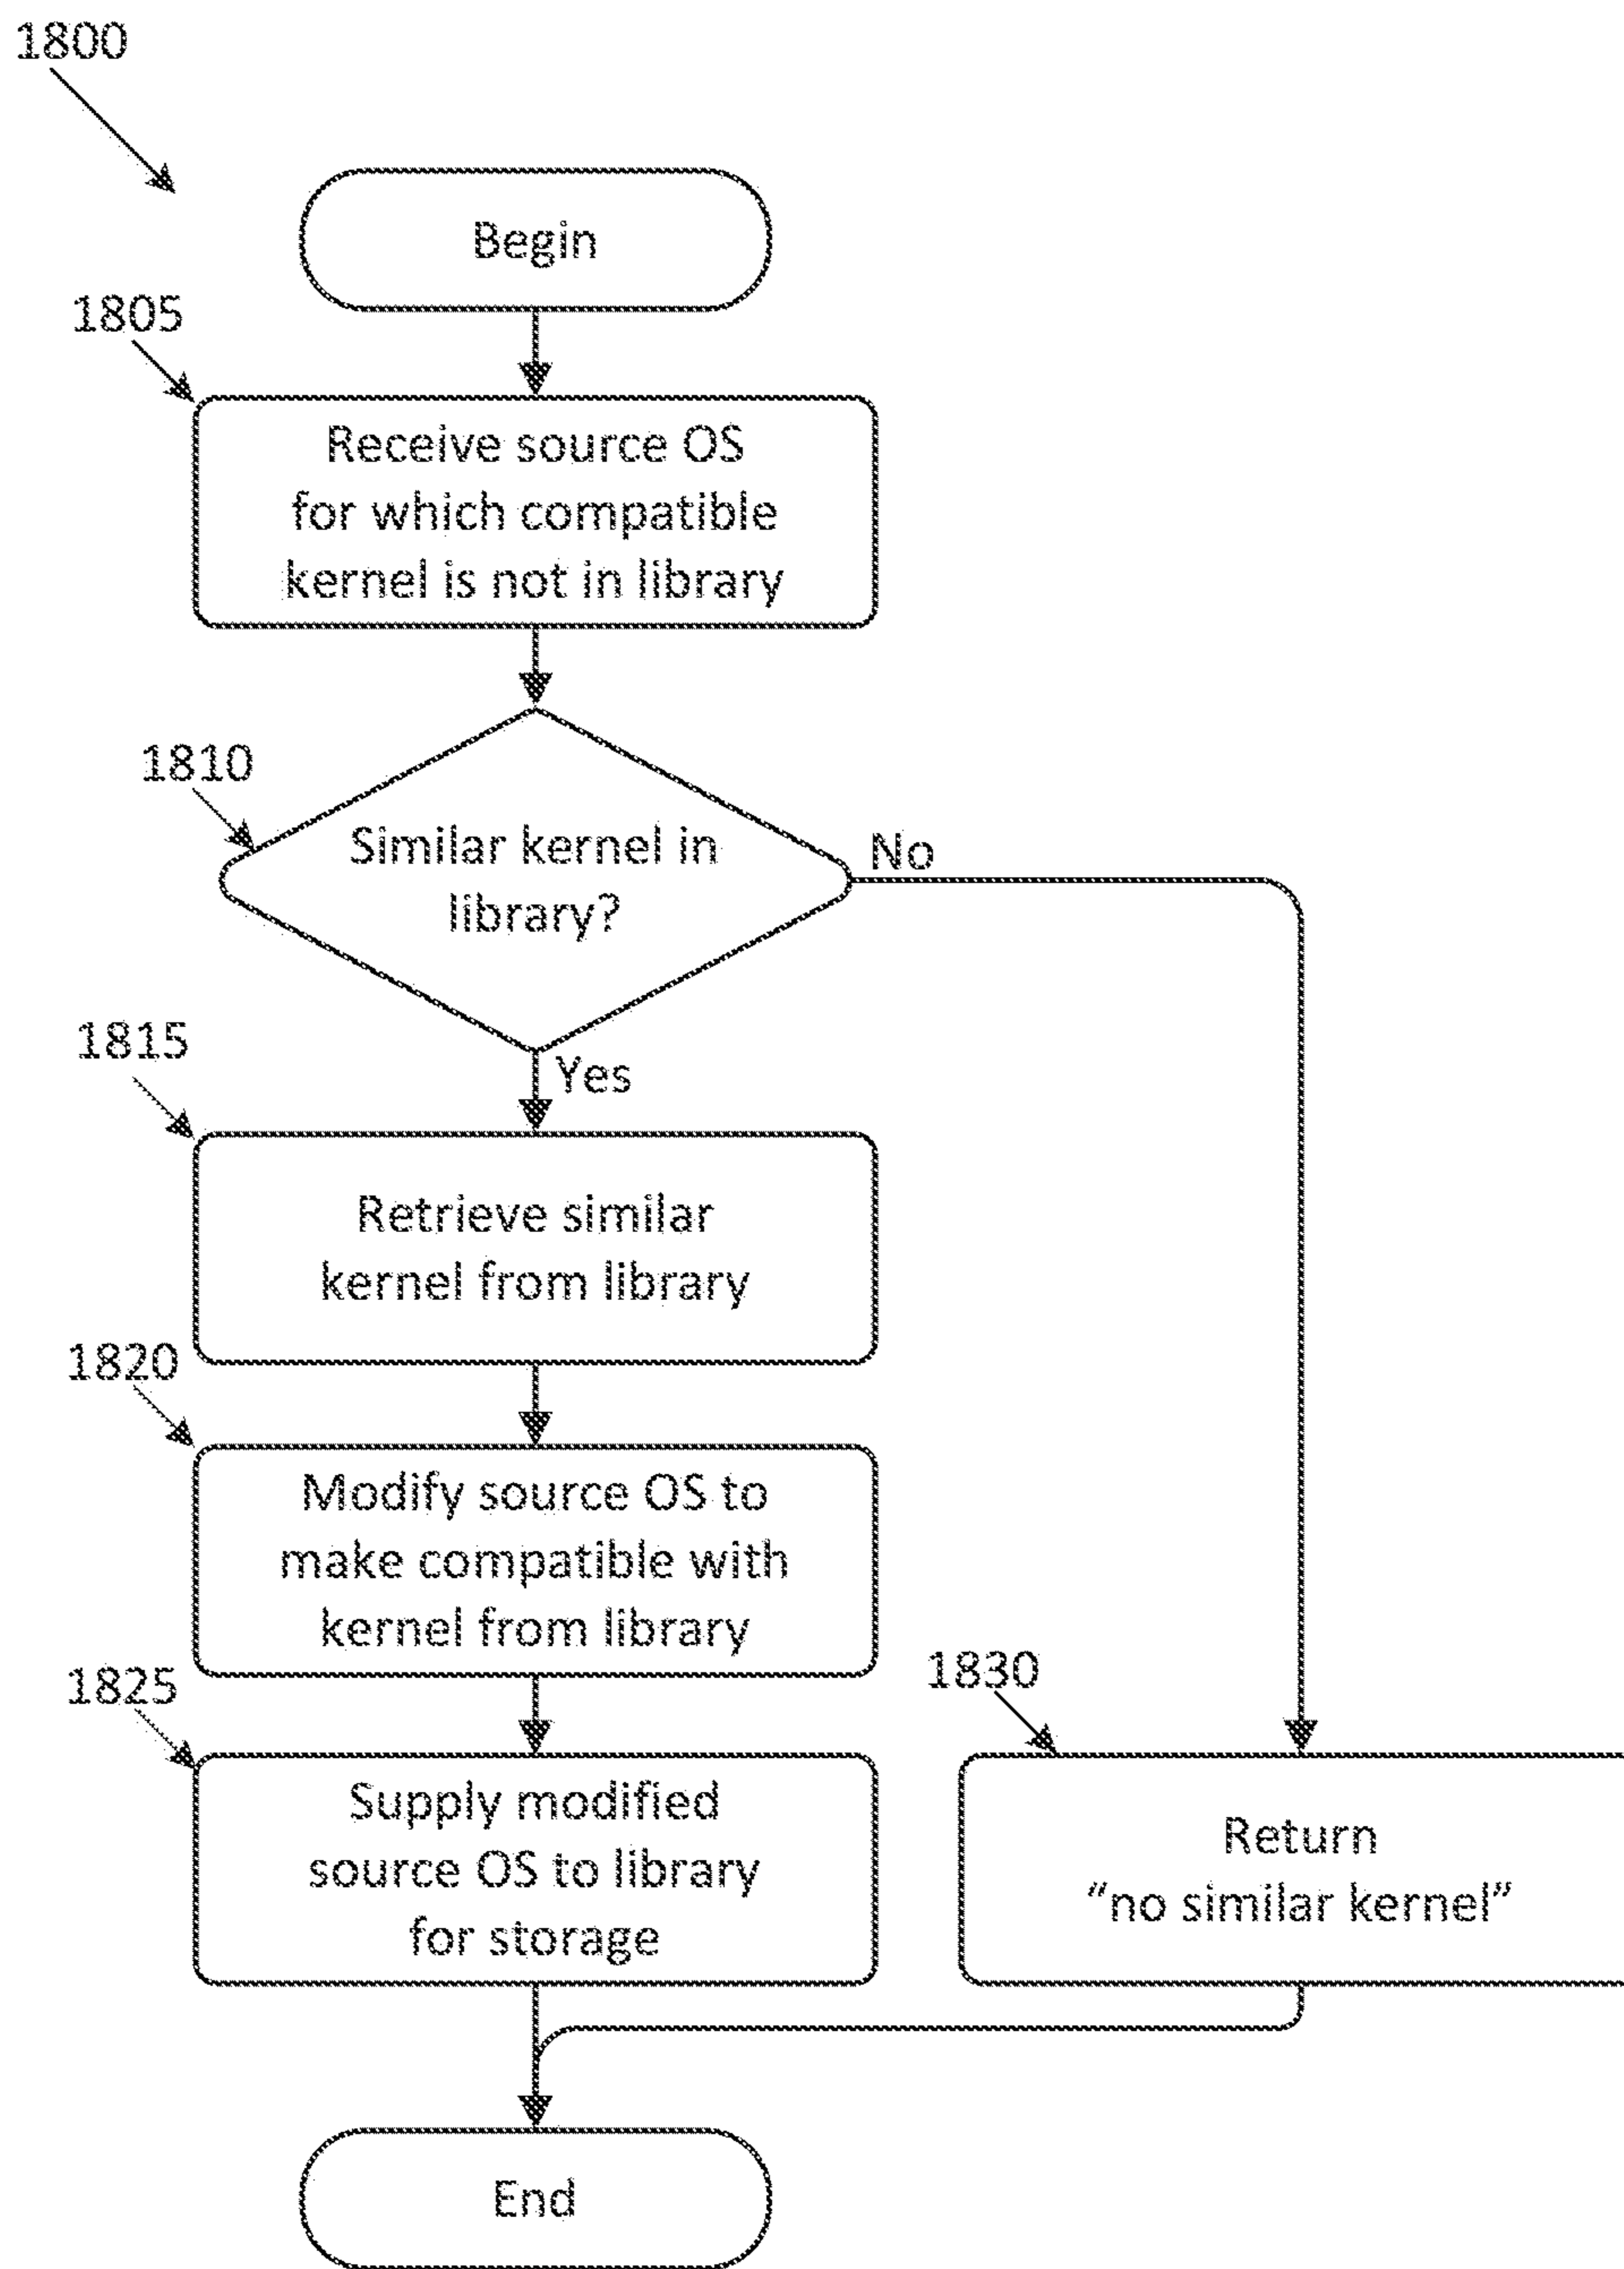 1800
Begin
1805
Receive source OS
for which compatible
kernel is not in library
1810
Similar kernel in
library?
No
Yes
1815
Retrieve similar
kernel from library
1820
Modify source OS to
make compatible with
kernel from library
1825
Supply modified
source OS to library
for storage
1830
Return
“no similar kernel”
End